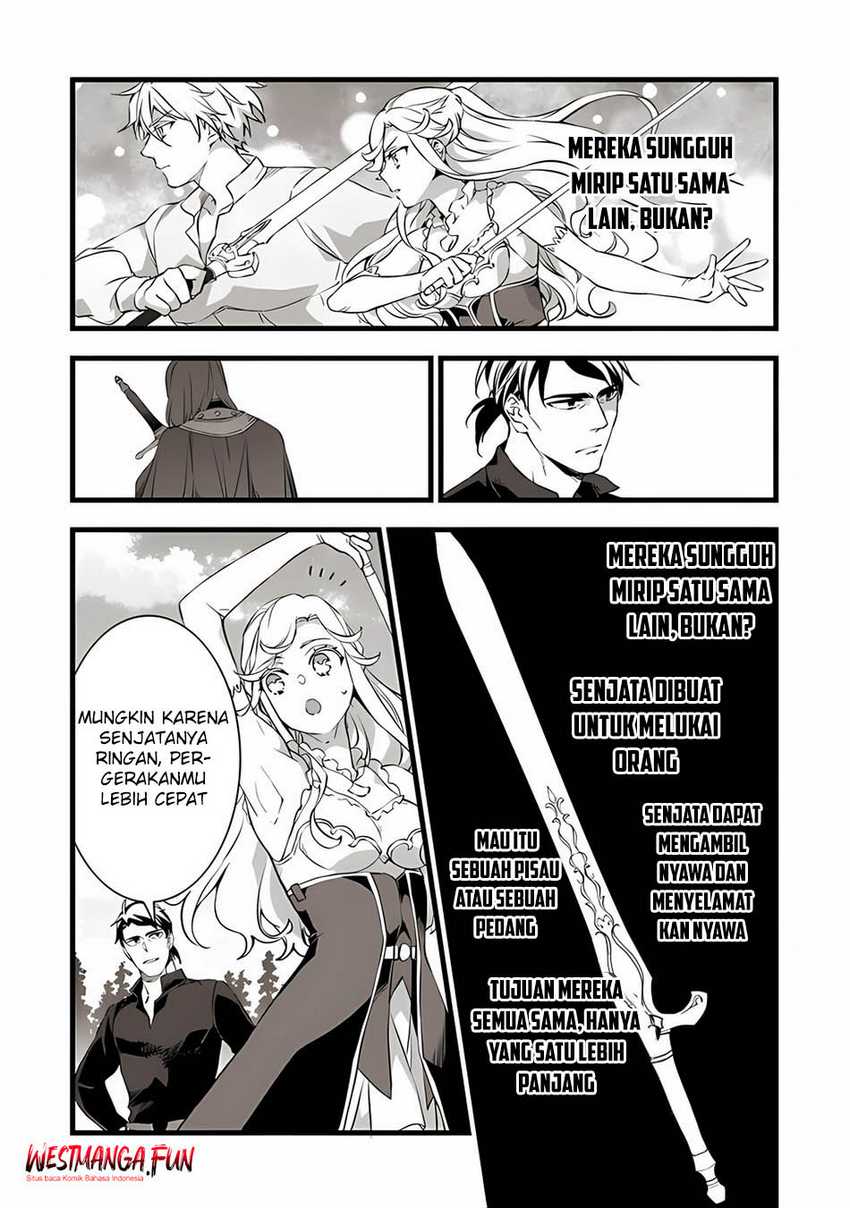 MEREKA SUNGGUH
MIRIP SATU SAMA
LAIN, BUKAN?
MEREKA SUNGGUH
MIRIP SATU SAMA
LAIN, BUKAN?
SENJATA DIBUAT
UNTUK MELUKAI
ORANG
SENJATA DAPAT
MENGAMBIL
NYAWA DAN
MENYELAMAT
KAN NYAWA
MAU ITU
SEBUAH PISAU
ATAU SEBUAH
PEDANG
TUJUAN MEREKA
SEMUA SAMA, HANYA
YANG SATU LEBIH
PANJANG
MUNGKIN KARENA
SENJATANYA
RINGAN, PER-
GERAKANMU
LEBIH CEPAT
WESTMANGA.FUN
Situs baca Komik Bahasa Indonesia